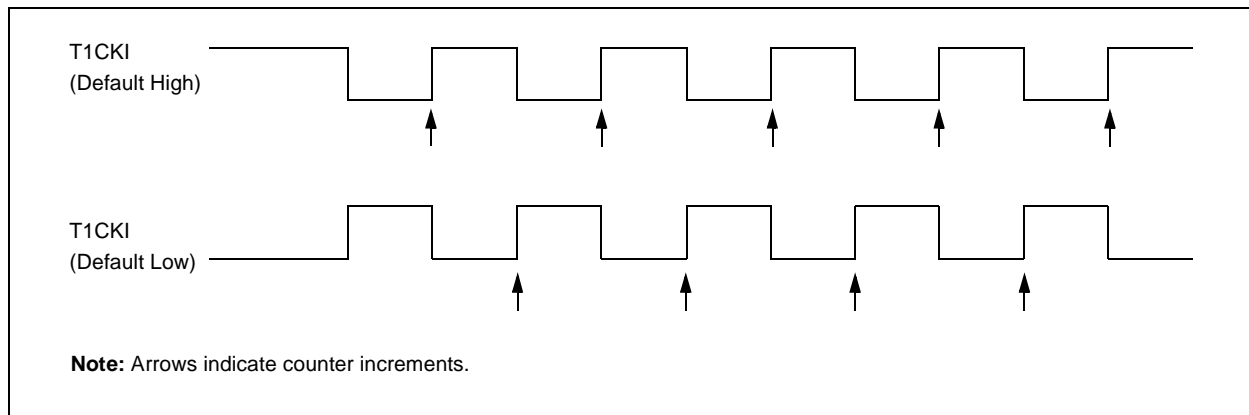 T1CKI
(Default High)
T1CKI
(Default Low)
Note: Arrows indicate counter increments.